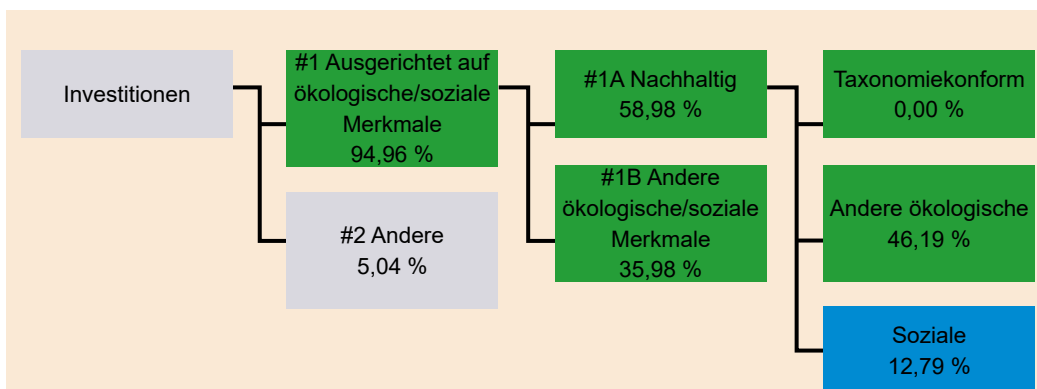 Investitionen
#1 Ausgerichtet auf
ökologische/soziale
Merkmale
94,96 %
#2 Andere
5,04 %
#1A Nachhaltig
58,98 %
#1B Andere
ökologische/soziale
Merkmale
35,98 %
Taxonomiekonform
0,00 %
Andere ökologische
46,19 %
Soziale
12,79 %